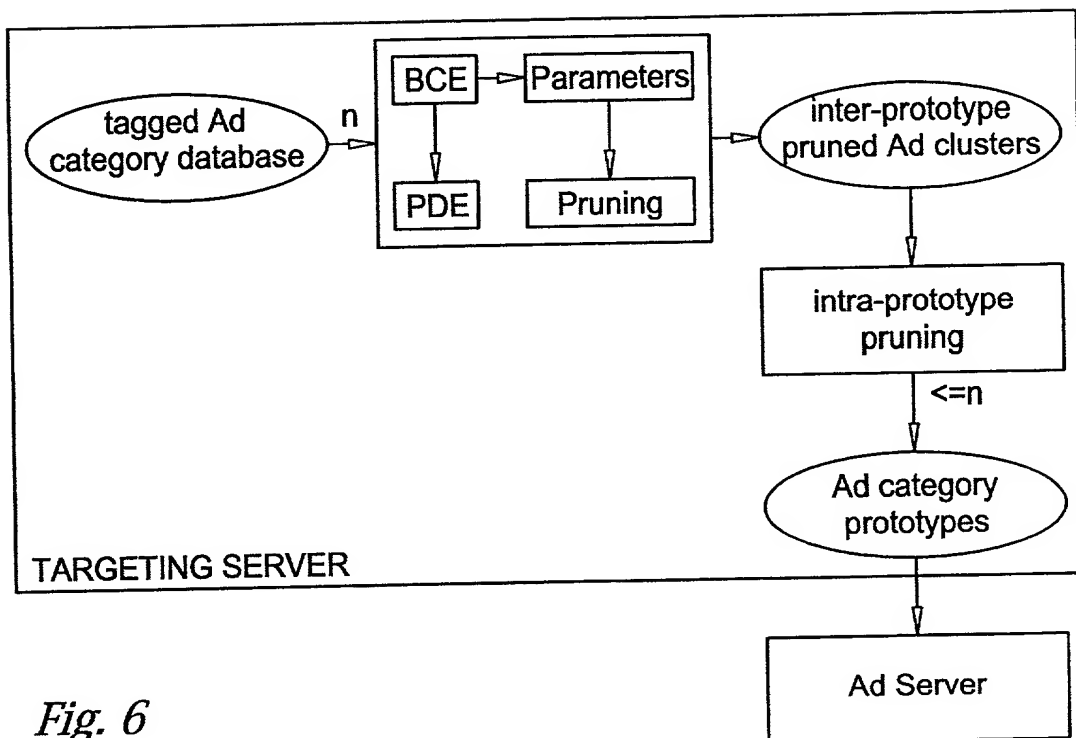 tagged Ad
category database
n
BCE
Parameters
PDE
Pruning
inter-prototype
pruned Ad clusters
intra-prototype
pruning
<=n
Ad category
prototypes
TARGETING SERVER
Ad Server
Fig. 6